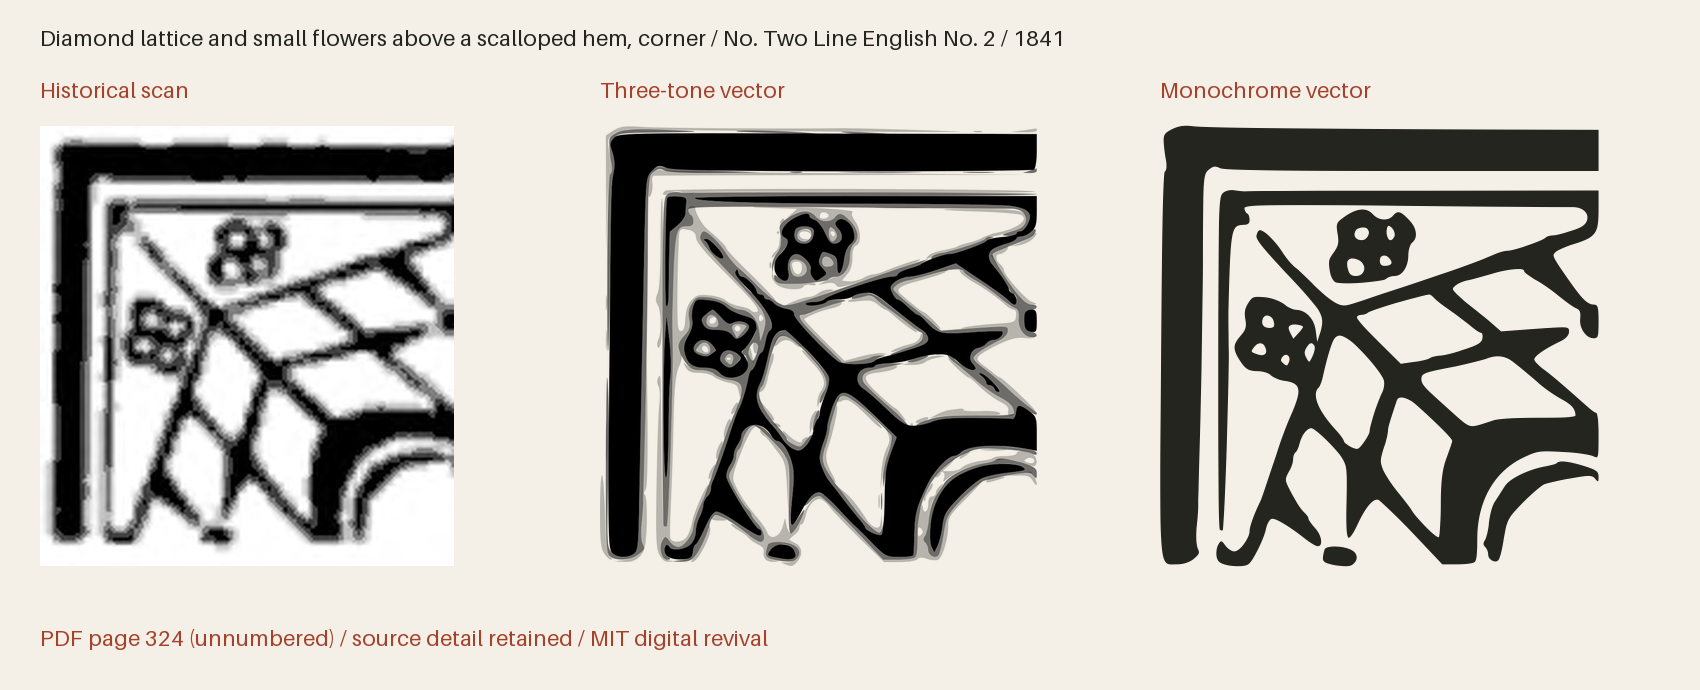 Diamond lattice and small flowers above a scalloped hem, corner / No. Two Line English No. 2 / 1841
Historical scan
Three-tone vector
Monochrome vector
PDF page 324 (unnumbered) / source detail retained / MIT digital revival